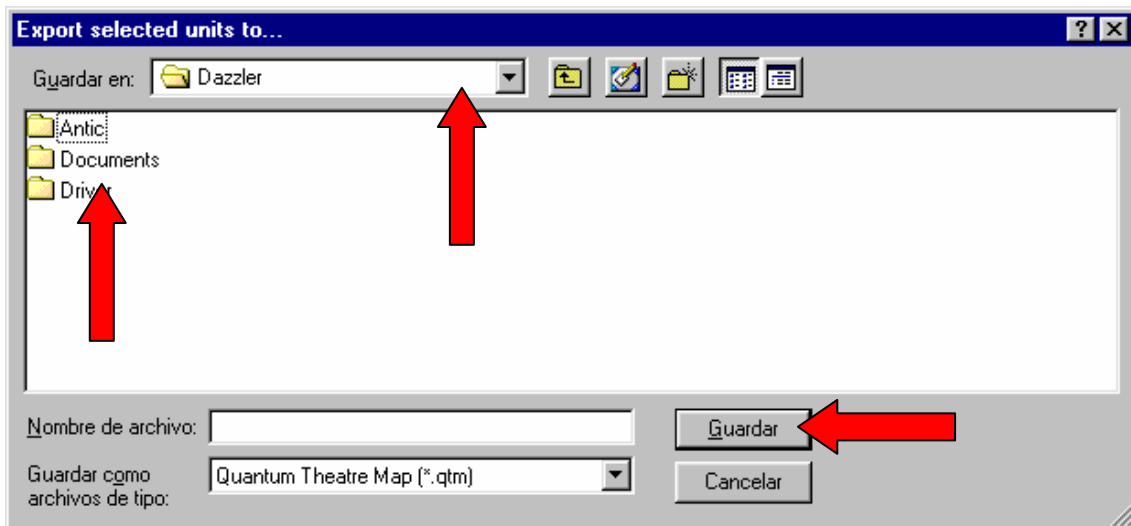 Export selected units to...
Guardar en: Dazzler
Antic
Documents
Driver
Nombre de archivo:
Guardar
Guardar como
archivos de tipo:
Quantum Theatre Map (*.qtm)
Cancelar